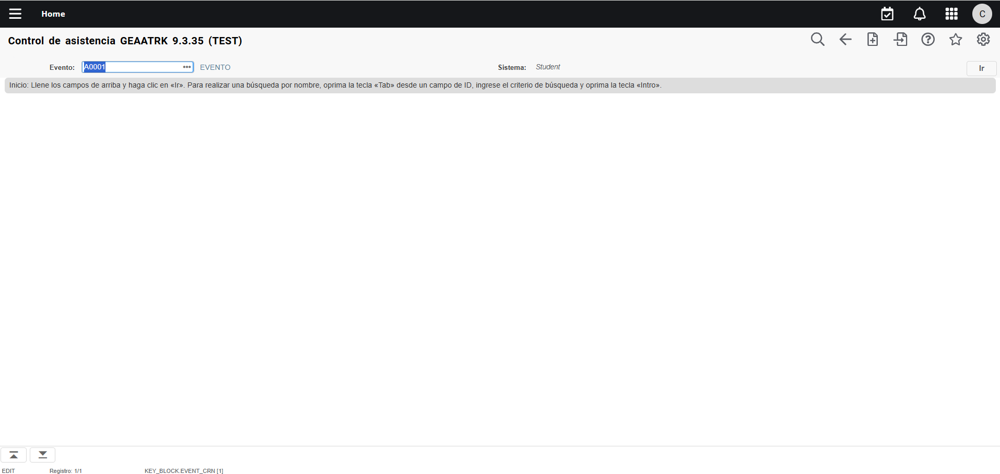 Home
C
Control de asistencia GEAATRK 9.3.35 (TEST)
Evento: A0001 ••• EVENTO Sistema: Student Ir
Inicio: Llene los campos de arriba y haga clic en «Ir». Para realizar una búsqueda por nombre, oprima la tecla «Tab» desde un campo de ID, ingrese el criterio de búsqueda y oprima la tecla «Intro».
EDIT Registro: 1/1 KEY_BLOCK.EVENT_CRN [1]